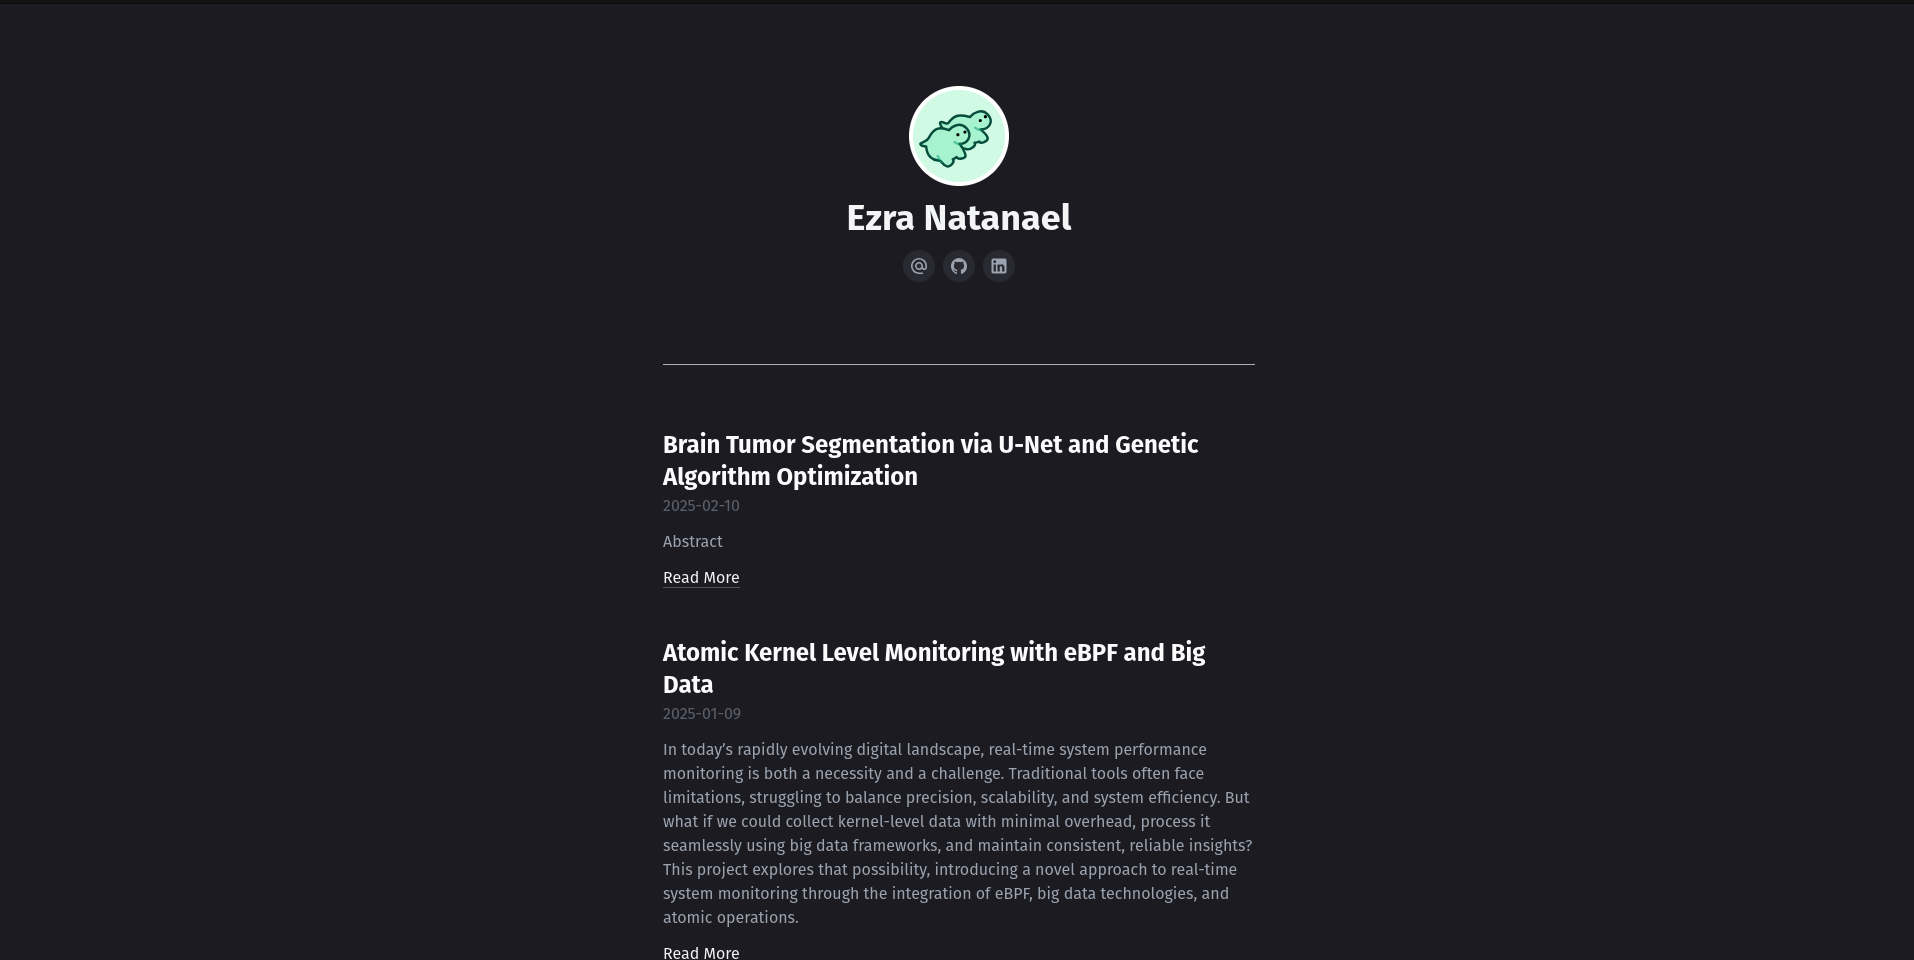 Ezra Natanael
Brain Tumor Segmentation via U-Net and Genetic
Algorithm Optimization
2025-02-10
Abstract
Read More
Atomic Kernel Level Monitoring with eBPF and Big
Data
2025-01-09
In today’s rapidly evolving digital landscape, real-time system performance
monitoring is both a necessity and a challenge. Traditional tools often face
limitations, struggling to balance precision, scalability, and system efficiency. But
what if we could collect kernel-level data with minimal overhead, process it
seamlessly using big data frameworks, and maintain consistent, reliable insights?
This project explores that possibility, introducing a novel approach to real-time
system monitoring through the integration of eBPF, big data technologies, and
atomic operations.
Read More